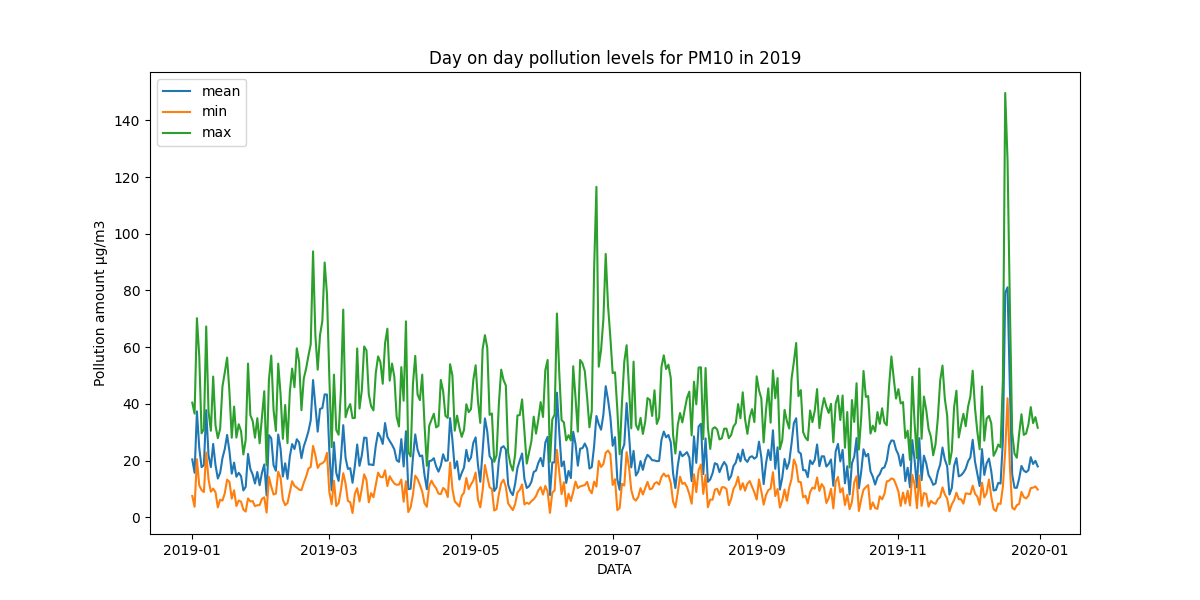 Day on day pollution levels for PM10 in 2019
mean
min
max
Pollution amount µg/m3
140
120
100
80
60
40
20
0
2019-01
2019-03
2019-05
2019-07
2019-09
2019-11
2020-01
DATA